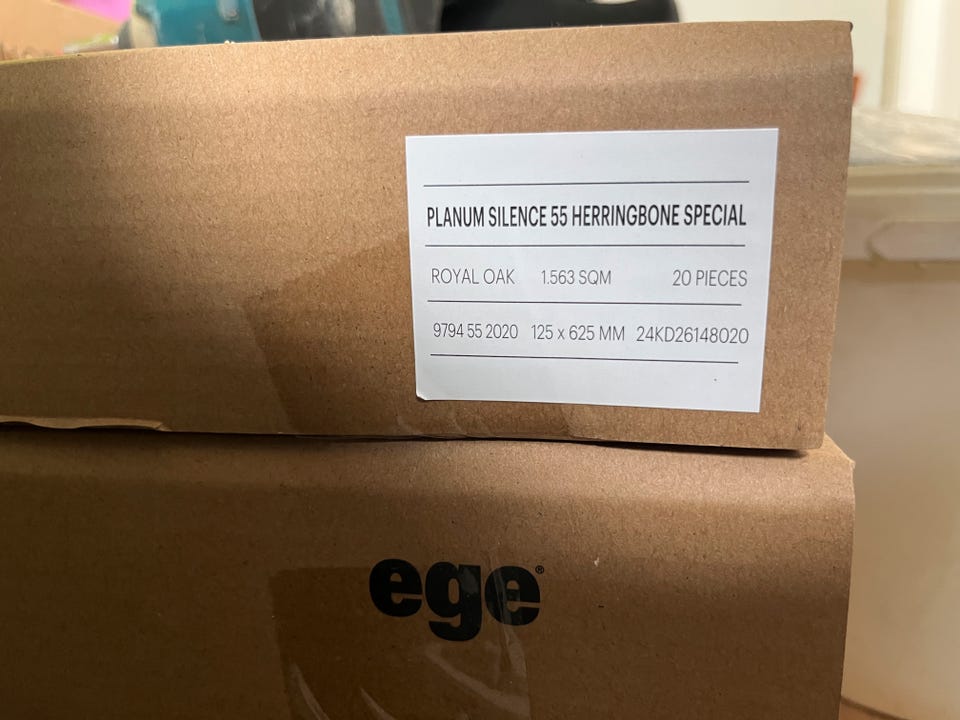 PLANUM SILENCE 55 HERRINGBONE SPECIAL
ROYAL OAK 1.563 SQM 20 PIECES
9794 55 2020 125 x 625 MM 24KD26148020
ege®